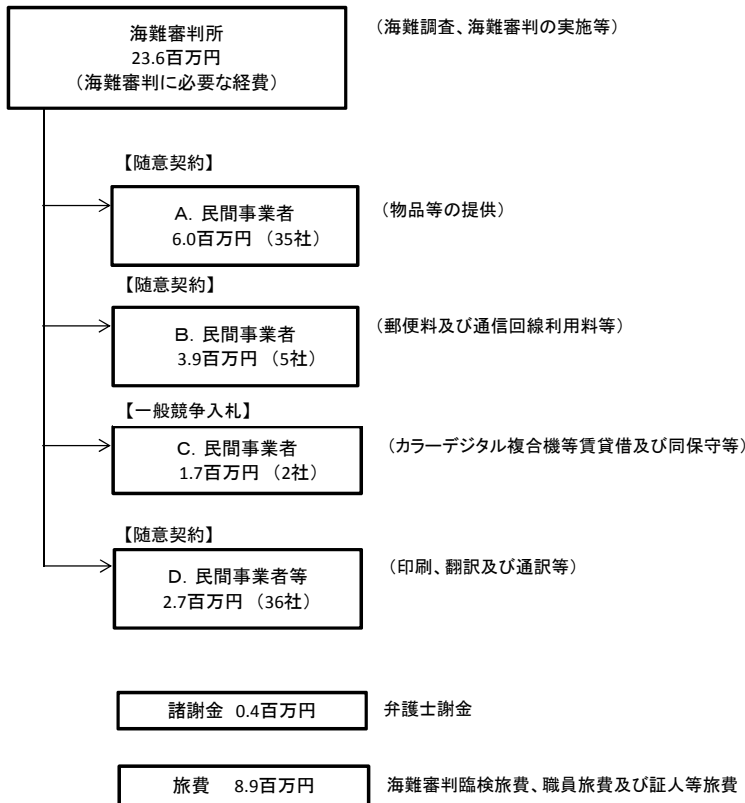 海難審判所
23.6百万円
（海難審判に必要な経費）
（海難調査、海難審判の実施等）
【随意契約】
A. 民間事業者
6.0百万円 （35社）
（物品等の提供）
【随意契約】
B. 民間事業者
3.9百万円 （5社）
（郵便料及び通信回線利用料等）
【一般競争入札】
C. 民間事業者
1.7百万円 （2社）
（カラーデジタル複合機等賃貸借及び同保守等）
【随意契約】
D. 民間事業者等
2.7百万円 （36社）
（印刷、翻訳及び通訳等）
諸謝金 0.4百万円
弁護士謝金
旅費 8.9百万円
海難審判臨検旅費、職員旅費及び証人等旅費